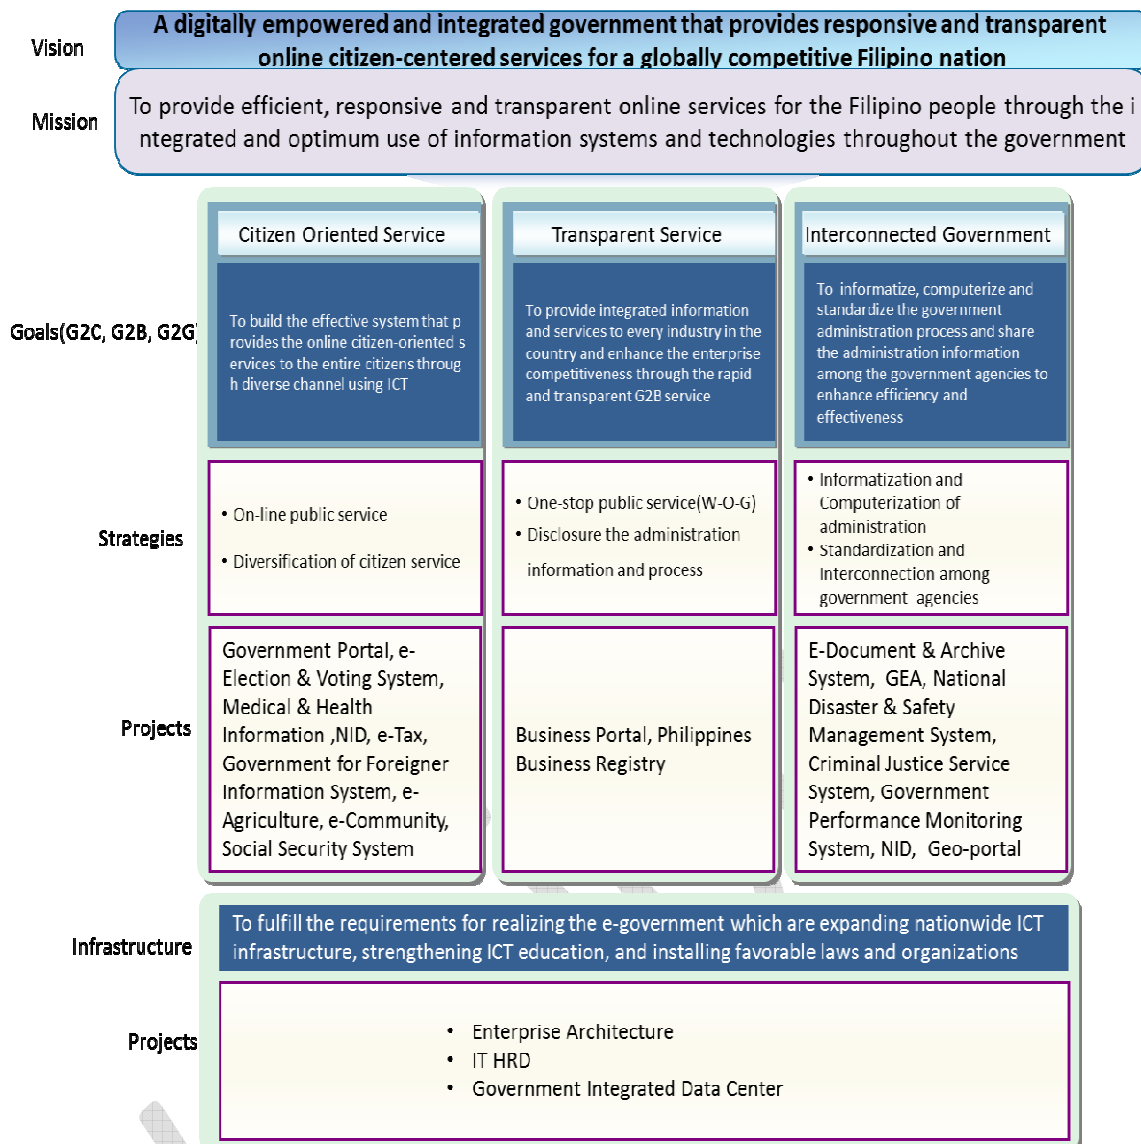 Vision
A digitally empowered and integrated government that provides responsive and transparent
online citizen-centered services for a globally competitive Filipino nation
Mission
To provide efficient, responsive and transparent online services for the Filipino people through the i
ntegrated and optimum use of information systems and technologies throughout the government
Goals(G2C, G2B, G2G)
Citizen Oriented Service
To build the effective system that p
rovides the online citizen-oriented s
ervices to the entire citizens throug
h diverse channel using ICT
Transparent Service
To provide integrated information
and services to every industry in the
country and enhance the enterprise
competitiveness through the rapid
and transparent G2B service
Interconnected Government
To informatize, computerize and
standardize the government
administration process and share
the administration information
among the government agencies to
enhance efficiency and
effectiveness
Strategies
• On-line public service
• Diversification of citizen service
• One-stop public service(W-O-G)
• Disclosure the administration
information and process
• Informatization and
Computerization of
administration
• Standardization and
Interconnection among
government agencies
Projects
Government Portal, e-
Election & Voting System,
Medical & Health
Information ,NID, e-Tax,
Government for Foreigner
Information System, e-
Agriculture, e-Community,
Social Security System
Business Portal, Philippines
Business Registry
E-Document & Archive
System, GEA, National
Disaster & Safety
Management System,
Criminal Justice Service
System, Government
Performance Monitoring
System, NID, Geo-portal
Infrastructure
To fulfill the requirements for realizing the e-government which are expanding nationwide ICT
infrastructure, strengthening ICT education, and installing favorable laws and organizations
Projects
• Enterprise Architecture
• IT HRD
• Government Integrated Data Center